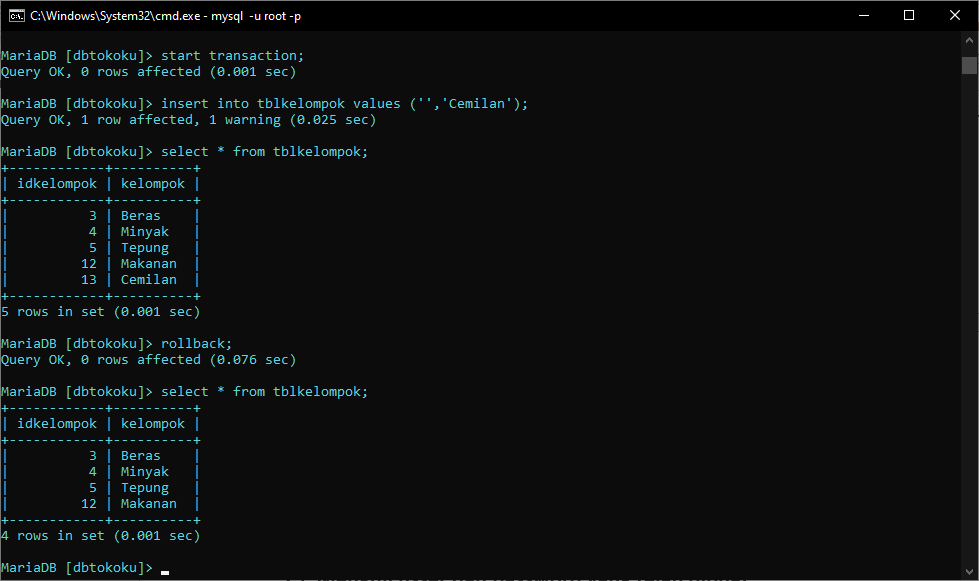 C:\Windows\System32\cmd.exe - mysql  -u root -p
MariaDB [dbtokoku]> start transaction;
Query OK, 0 rows affected (0.001 sec)
MariaDB [dbtokoku]> insert into tblkelompok values ('','Cemilan');
Query OK, 1 row affected, 1 warning (0.025 sec)
MariaDB [dbtokoku]> select * from tblkelompok;
+------------+----------+
| idkelompok | kelompok |
+------------+----------+
|          3 | Beras    |
|          4 | Minyak   |
|          5 | Tepung   |
|         12 | Makanan  |
|         13 | Cemilan  |
+------------+----------+
5 rows in set (0.001 sec)
MariaDB [dbtokoku]> rollback;
Query OK, 0 rows affected (0.076 sec)
MariaDB [dbtokoku]> select * from tblkelompok;
+------------+----------+
| idkelompok | kelompok |
+------------+----------+
|          3 | Beras    |
|          4 | Minyak   |
|          5 | Tepung   |
|         12 | Makanan  |
+------------+----------+
4 rows in set (0.001 sec)
MariaDB [dbtokoku]> _